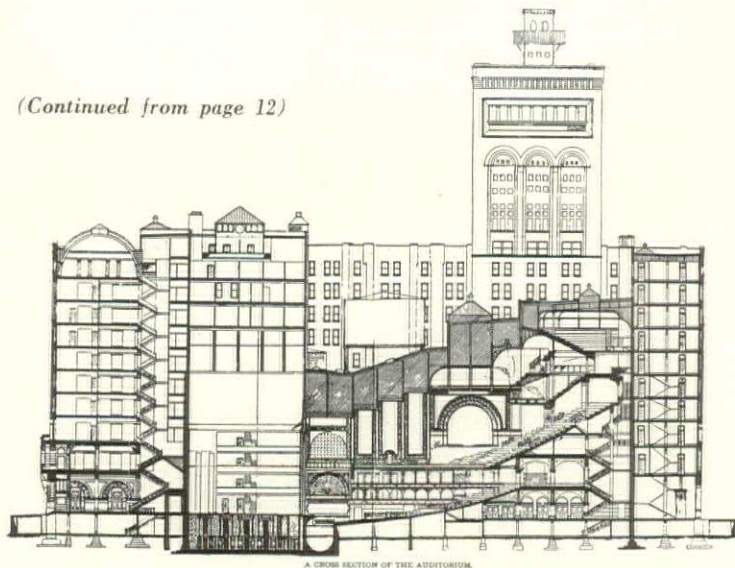 (Continued from page 12)
A CROSS SECTION OF THE AUDITORIUM.